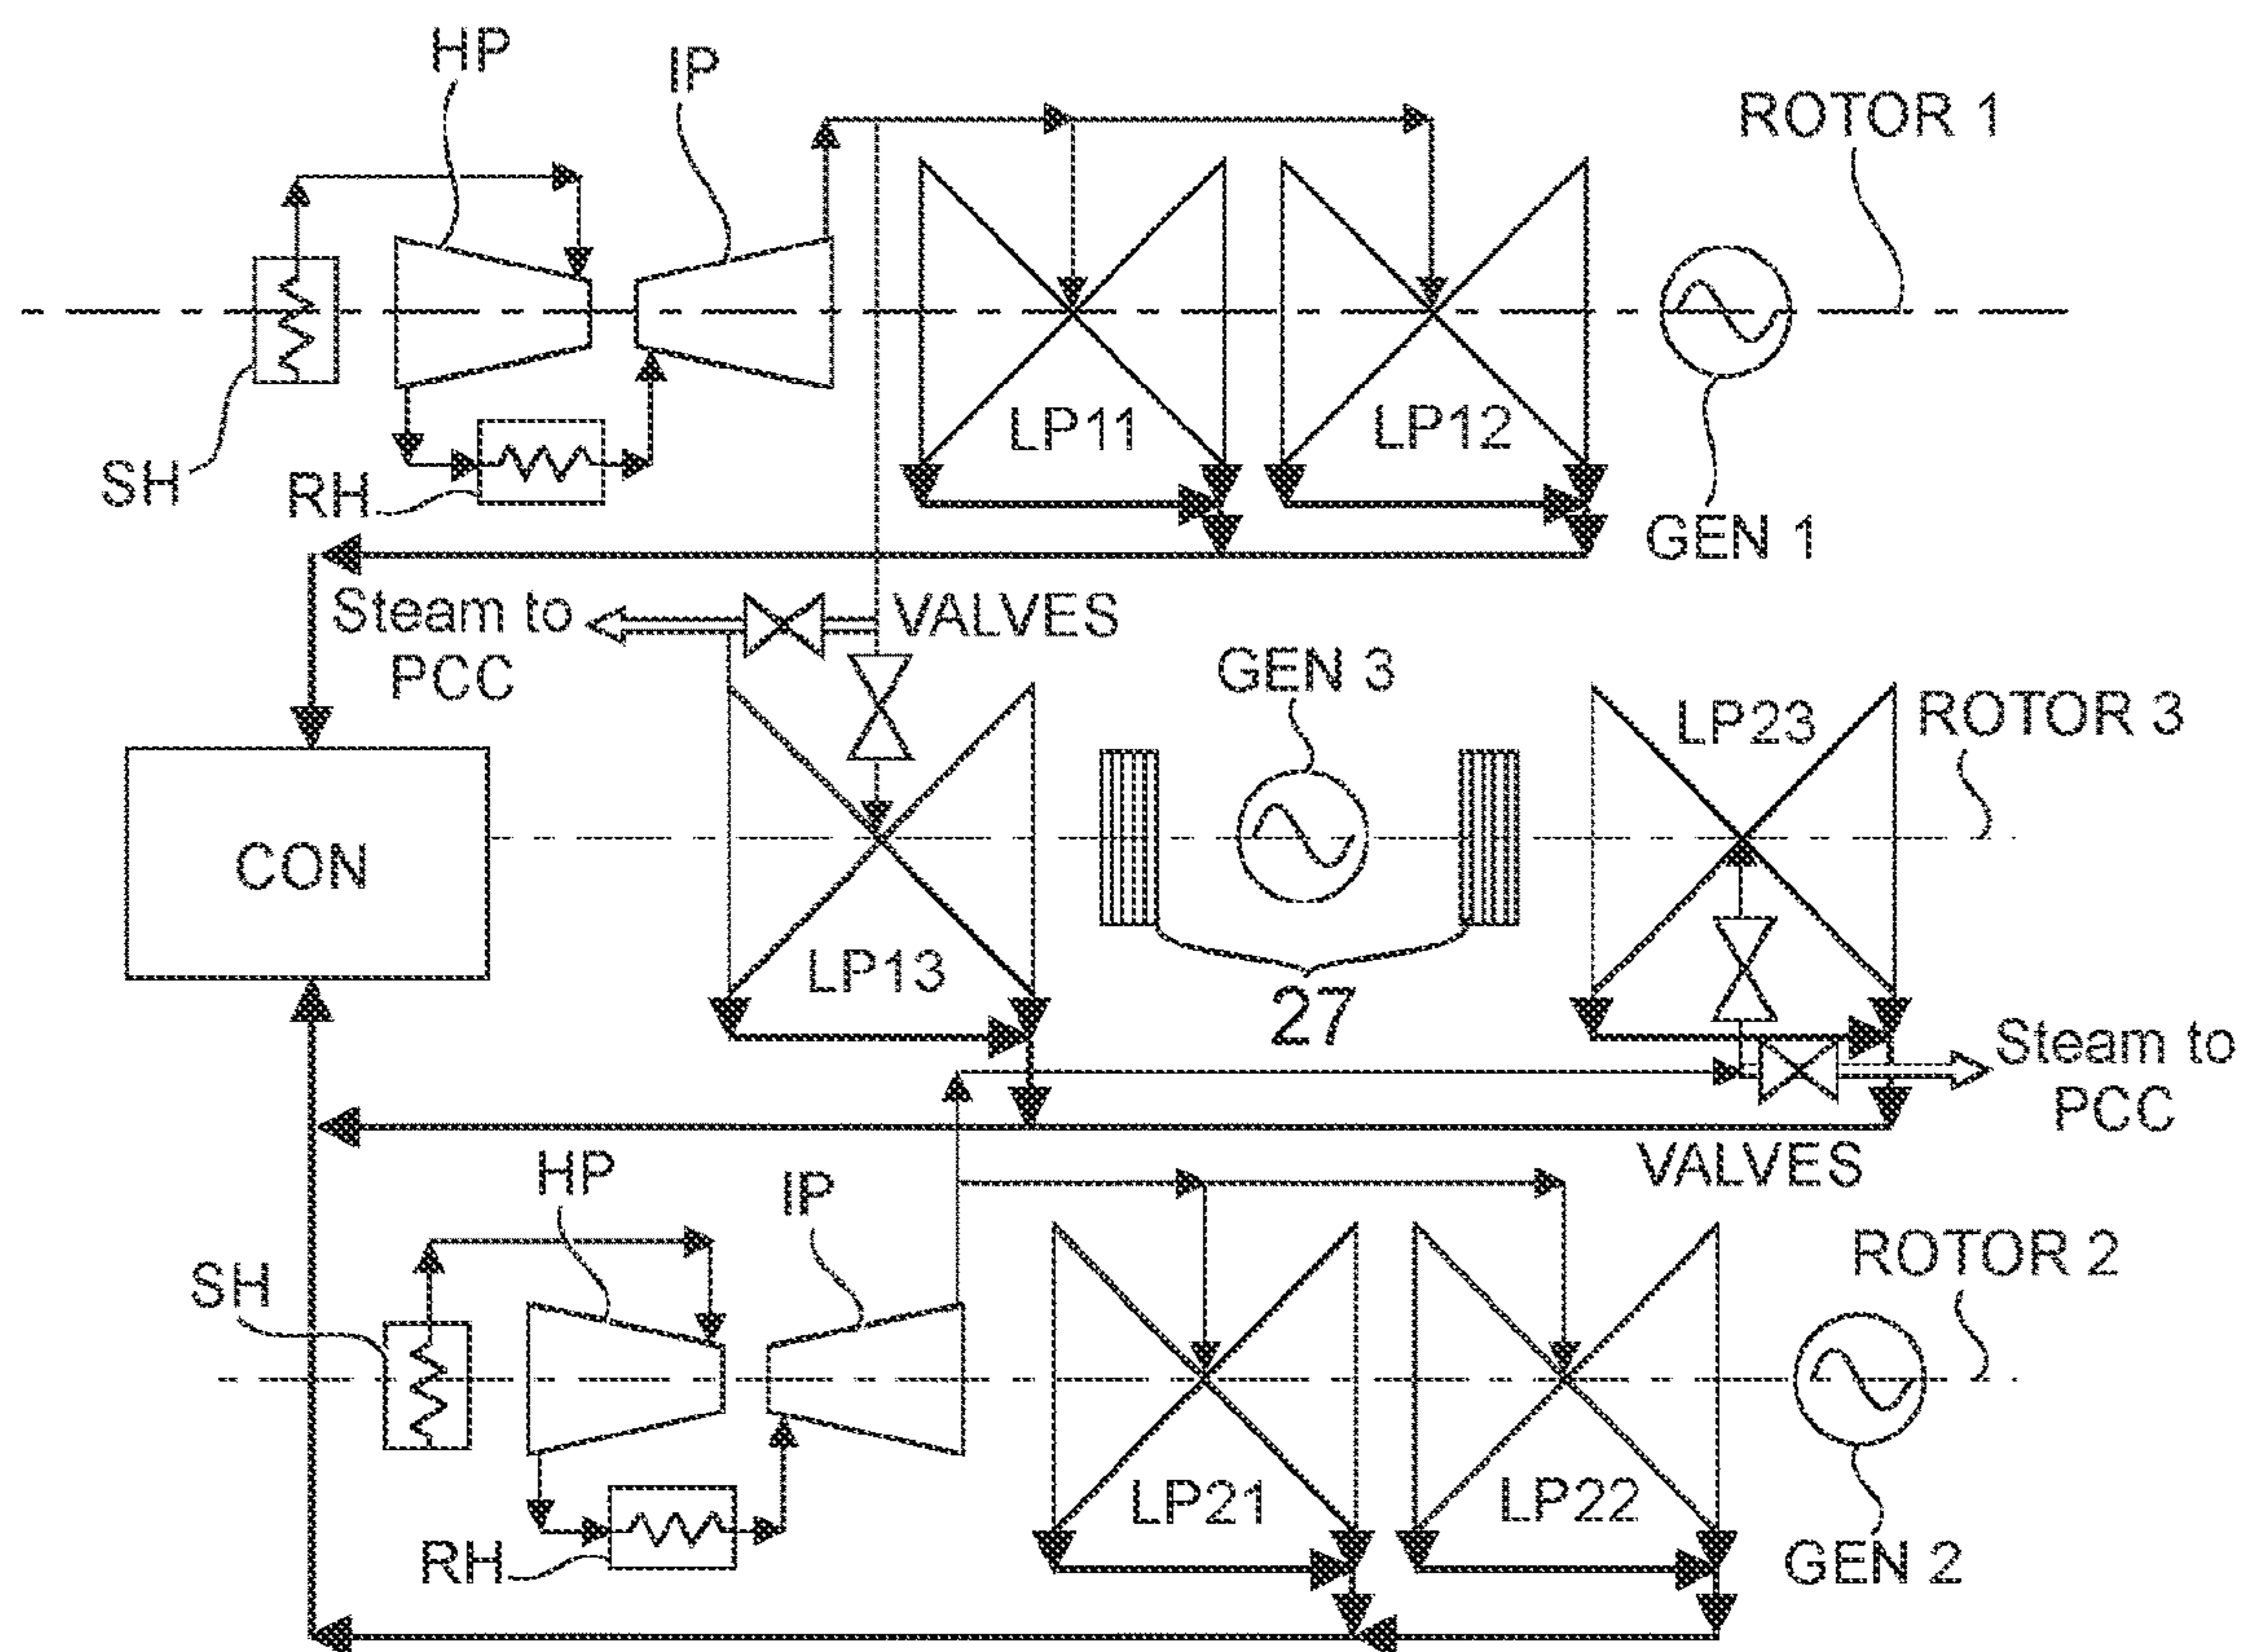 HP
IP
ROTOR 1
SH
RH
LP11
LP12
GEN 1
Steam to
PCC
VALVES
GEN 3
LP23
ROTOR 3
CON
LP13
27
Steam to
PCC
VALVES
HP
IP
SH
ROTOR 2
RH
LP21
LP22
GEN 2